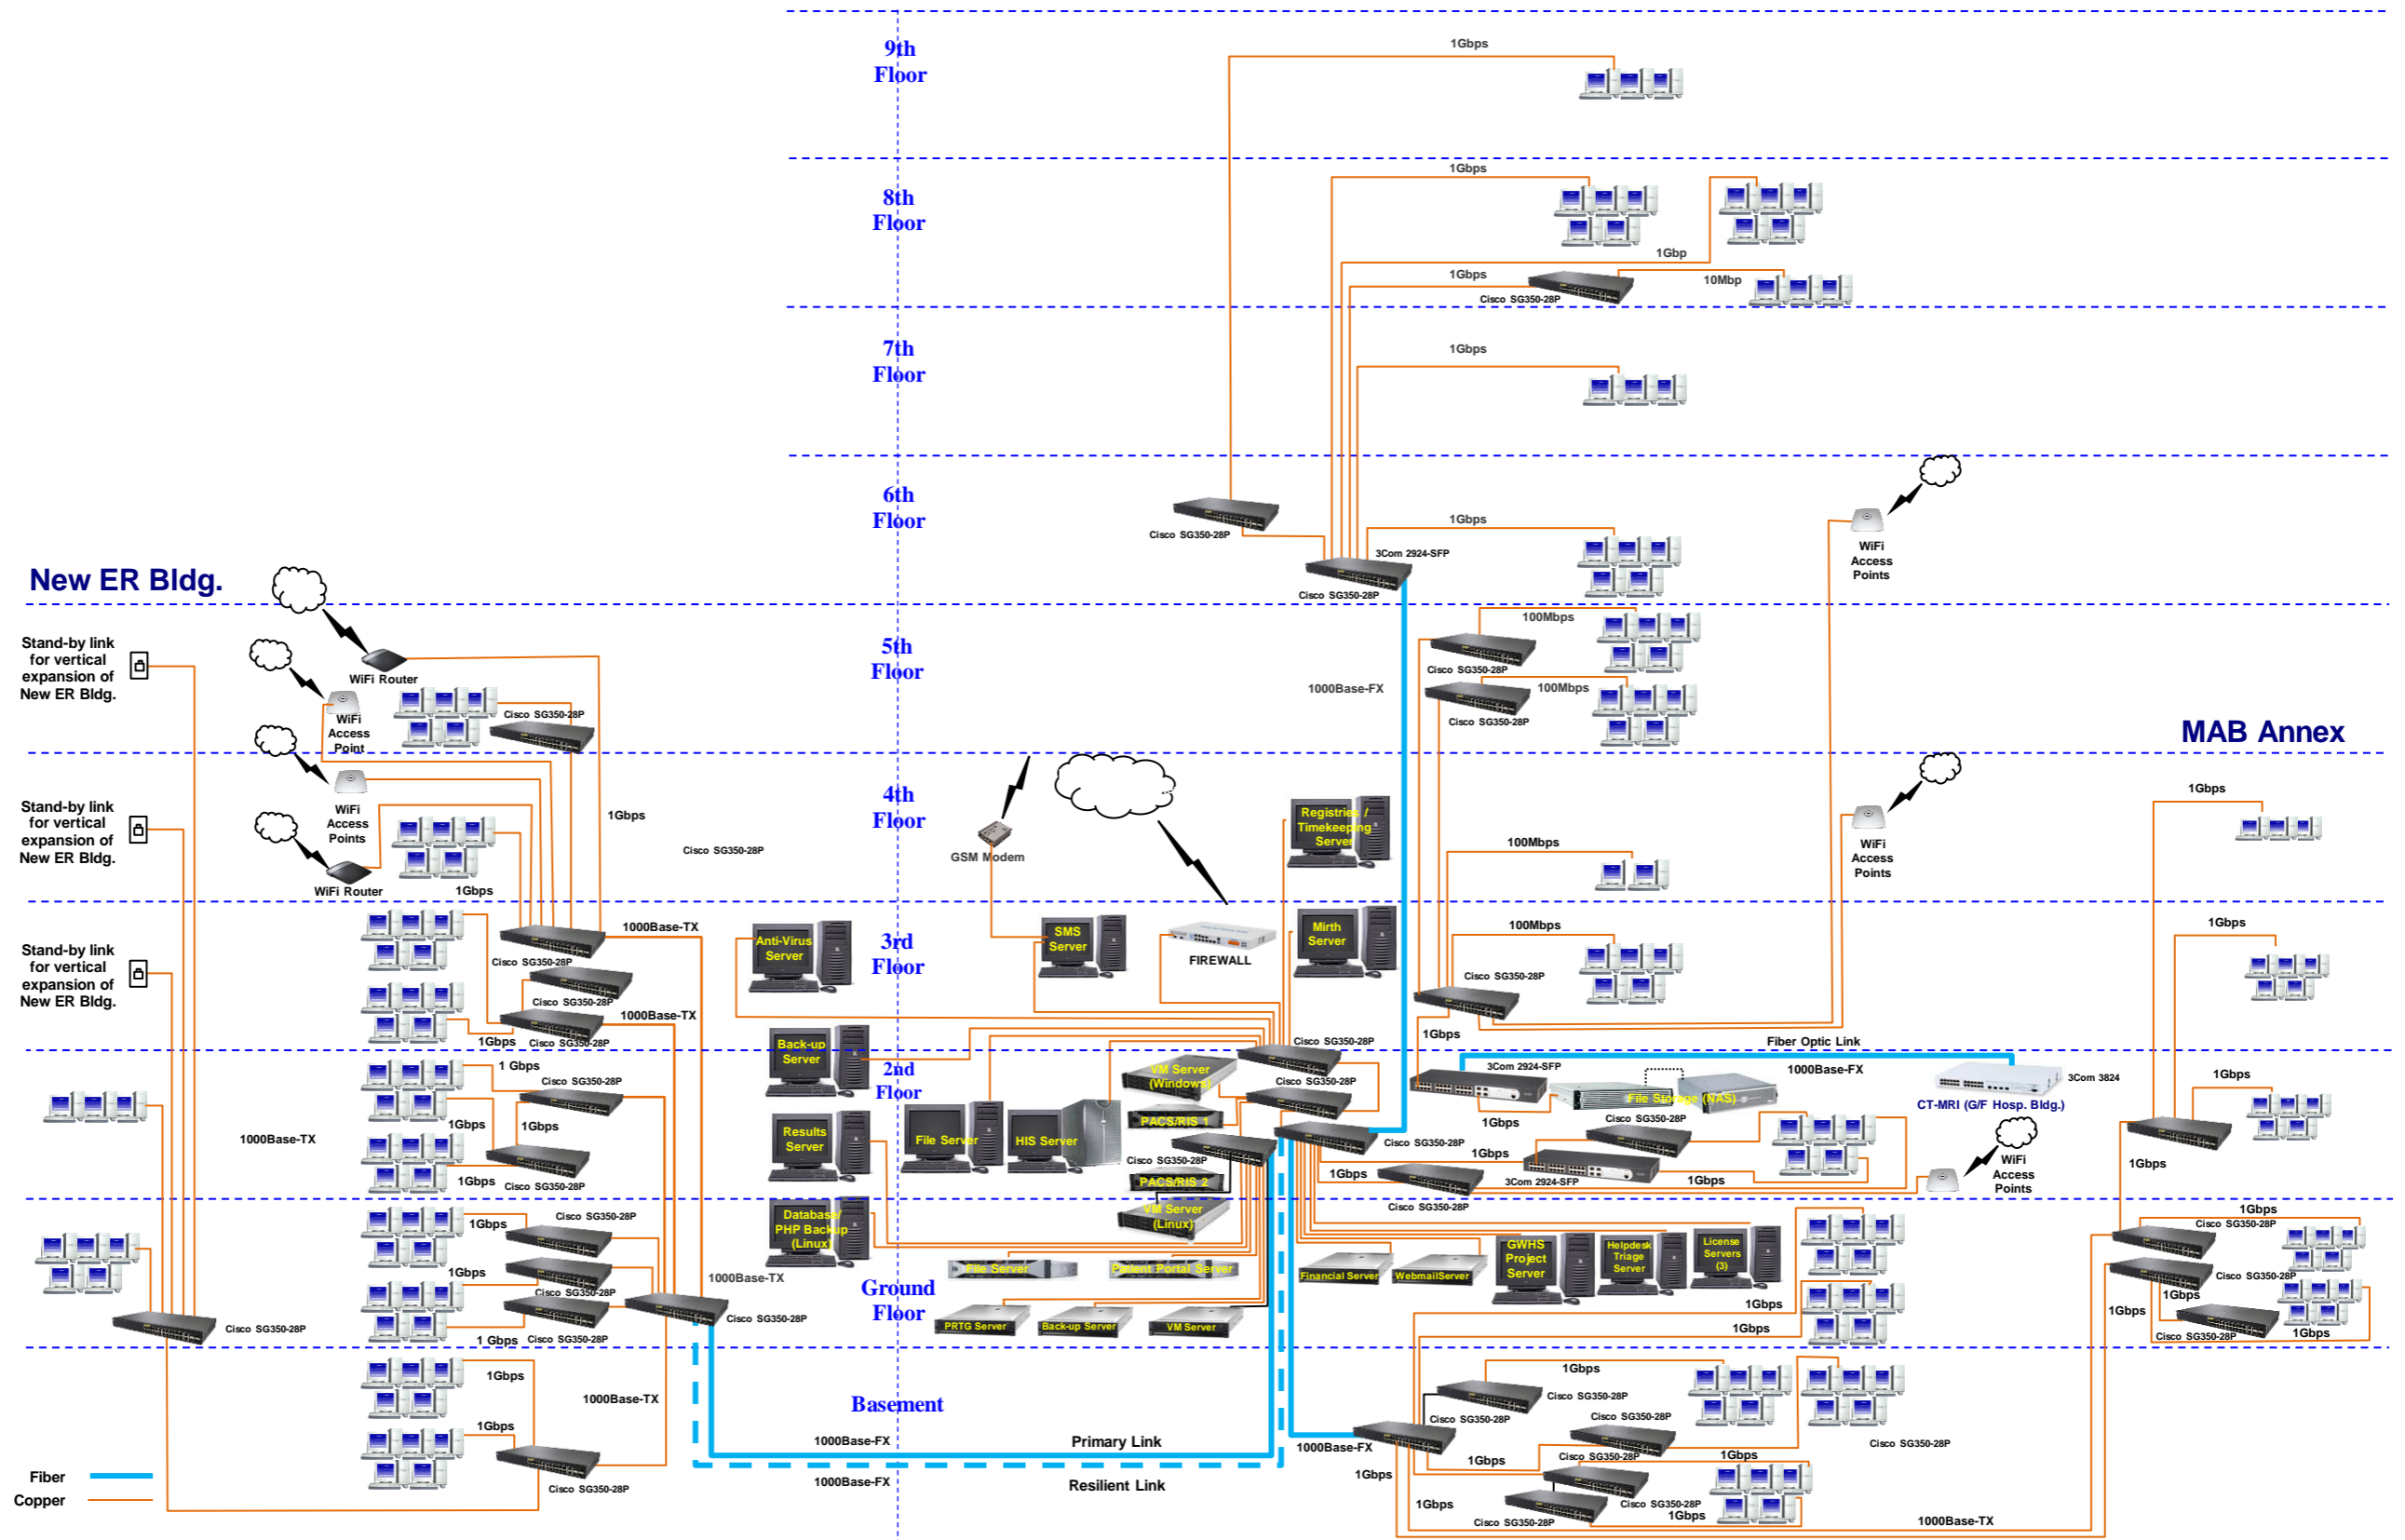 1Gbps
9th
Floor
1Gbps
8th
Floor
1Gbp
1Gbps
10Mbp
Cisco SG350-28P
7th
Floor
1Gbps
6th
Floor
1Gbps
Cisco SG350-28P
3Com 2924-SFP
Cisco SG350-28P
WiFi
Access
Points
New ER Bldg.
Stand-by link
for vertical
expansion of
New ER Bldg.
WiFi Router
WiFi
Access
Point
Cisco SG350-28P
5th
Floor
1000Base-FX
100Mbps
Cisco SG350-28P
100Mbps
Cisco SG350-28P
MAB Annex
Stand-by link
for vertical
expansion of
New ER Bldg.
WiFi
Access
Points
WiFi Router
1Gbps
1Gbps
Cisco SG350-28P
4th
Floor
GSM Modem
Registries /
Timekeeping
Server
100Mbps
WiFi
Access
Points
1Gbps
Stand-by link
for vertical
expansion of
New ER Bldg.
1000Base-TX
Cisco SG350-28P
Cisco SG350-28P
1000Base-TX
1Gbps
Cisco SG350-28P
Anti-Virus
Server
3rd
Floor
SMS
Server
FIREWALL
Mirth
Server
100Mbps
Cisco SG350-28P
1Gbps
1Gbps
Back-up
Server
Cisco SG350-28P
Fiber Optic Link
1 Gbps
Cisco SG350-28P
1Gbps
1Gbps
1000Base-TX
Cisco SG350-28P
1Gbps
2nd
Floor
VM Server
(Windows)
Cisco SG350-28P
PACS/RIS 1
Results
Server
File Server
HIS Server
Cisco SG350-28P
Cisco SG350-28P
PACS/RIS 2
3Com 2924-SFP
1000Base-FX
3Com 3824
File Storage (NAS)
CT-MRI (G/F Hosp. Bldg.)
1Gbps
Cisco SG350-28P
1Gbps
1Gbps
3Com 2924-SFP
1Gbps
Cisco SG350-28P
WiFi
Access
Points
1Gbps
Cisco SG350-28P
1Gbps
1Gbps
Cisco SG350-28P
1Gbps
Cisco SG350-28P
1Gbps
Cisco SG350-28P
1 Gbps
Cisco SG350-28P
Cisco SG350-28P
Cisco SG350-28P
1000Base-TX
Database/
PHP Backup
(Linux)
VM Server
(Linux)
File Server
Patient Portal Server
Ground
Floor
PRTG Server
Back-up Server
VM Server
Financial Server
WebmailServer
GWHS
Project
Server
Helpdesk
Triage
Server
License
Servers
(3)
1Gbps
1Gbps
1Gbps
1Gbps
Cisco SG350-28P
Cisco SG350-28P
1Gbps
1Gbps
Cisco SG350-28P
1Gbps
1Gbps
1000Base-TX
1Gbps
Cisco SG350-28P
Basement
1000Base-FX
Primary Link
1000Base-FX
Resilient Link
1Gbps
Cisco SG350-28P
Cisco SG350-28P
Cisco SG350-28P
Cisco SG350-28P
1000Base-FX
1Gbps
1Gbps
Cisco SG350-28P
1Gbps
1Gbps
Cisco SG350-28P
1Gbps
1000Base-TX
Fiber
Copper